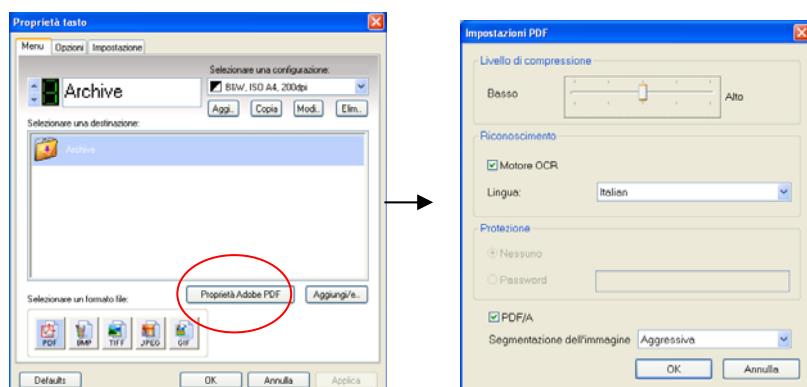 Proprietà tasto
Menu Opzioni Impostazione
Selezionare una configurazione:
Archive
B&W, ISO A4, 200dpi
Aggi.. Copia Modi.. Elim..
Selezionare una destinazione:
Archive
Proprietà Adobe PDF Aggiungi/e..
Selezionare un formato file:
PDF BMP TIFF JPEG GIF
Defaults OK Annulla Applica
Impostazioni PDF
Livello di compressione
Basso Alto
Riconoscimento
Motore OCR
Lingua: Italian
Protezione
Nessuno
Password
PDF/A
Segmentazione dell'immagine Aggressiva
OK Annulla